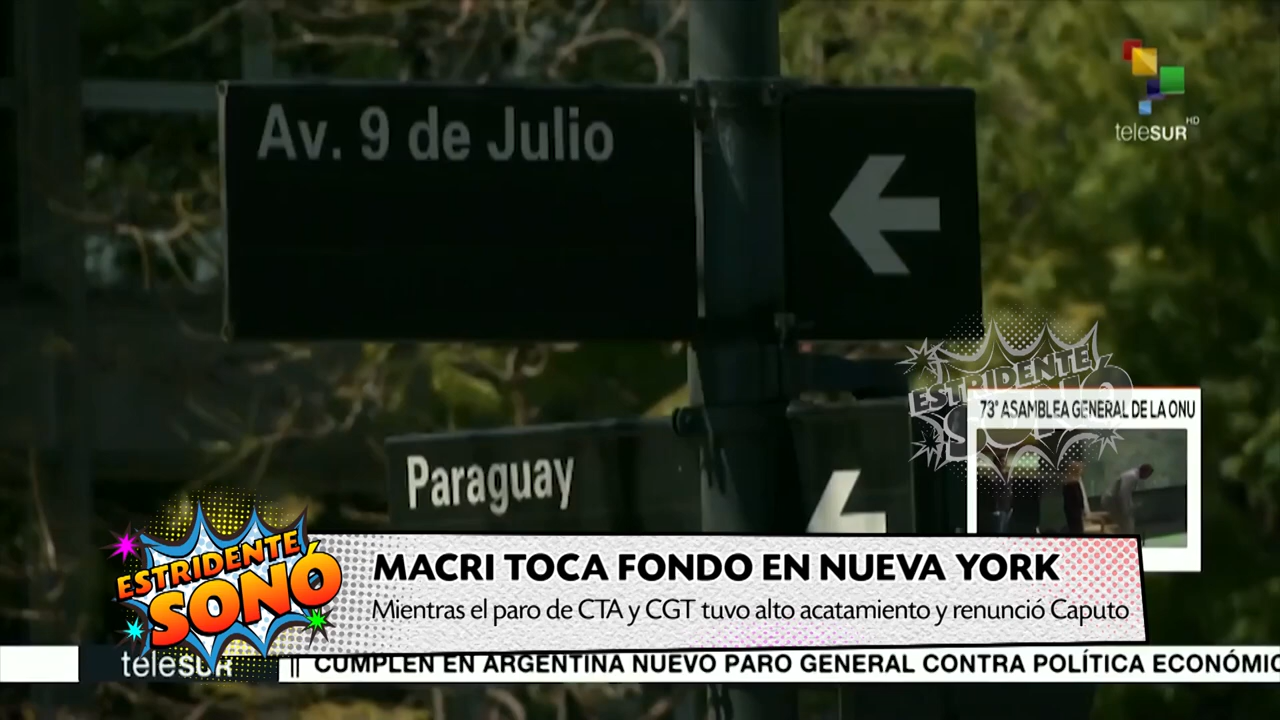 Av. 9 de Julio
teleSUR HD
ESTRIDENTE
SONÓ
73° ASAMBLEA GENERAL DE LA ONU
Paraguay
ESTRIDENTE
SONÓ
MACRI TOCA FONDO EN NUEVA YORK
Mientras el paro de CTA y CGT tuvo alto acatamiento y renunció Caputo
teleSUR
CUMPLEN EN ARGENTINA NUEVO PARO GENERAL CONTRA POLÍTICA ECONÓMIC